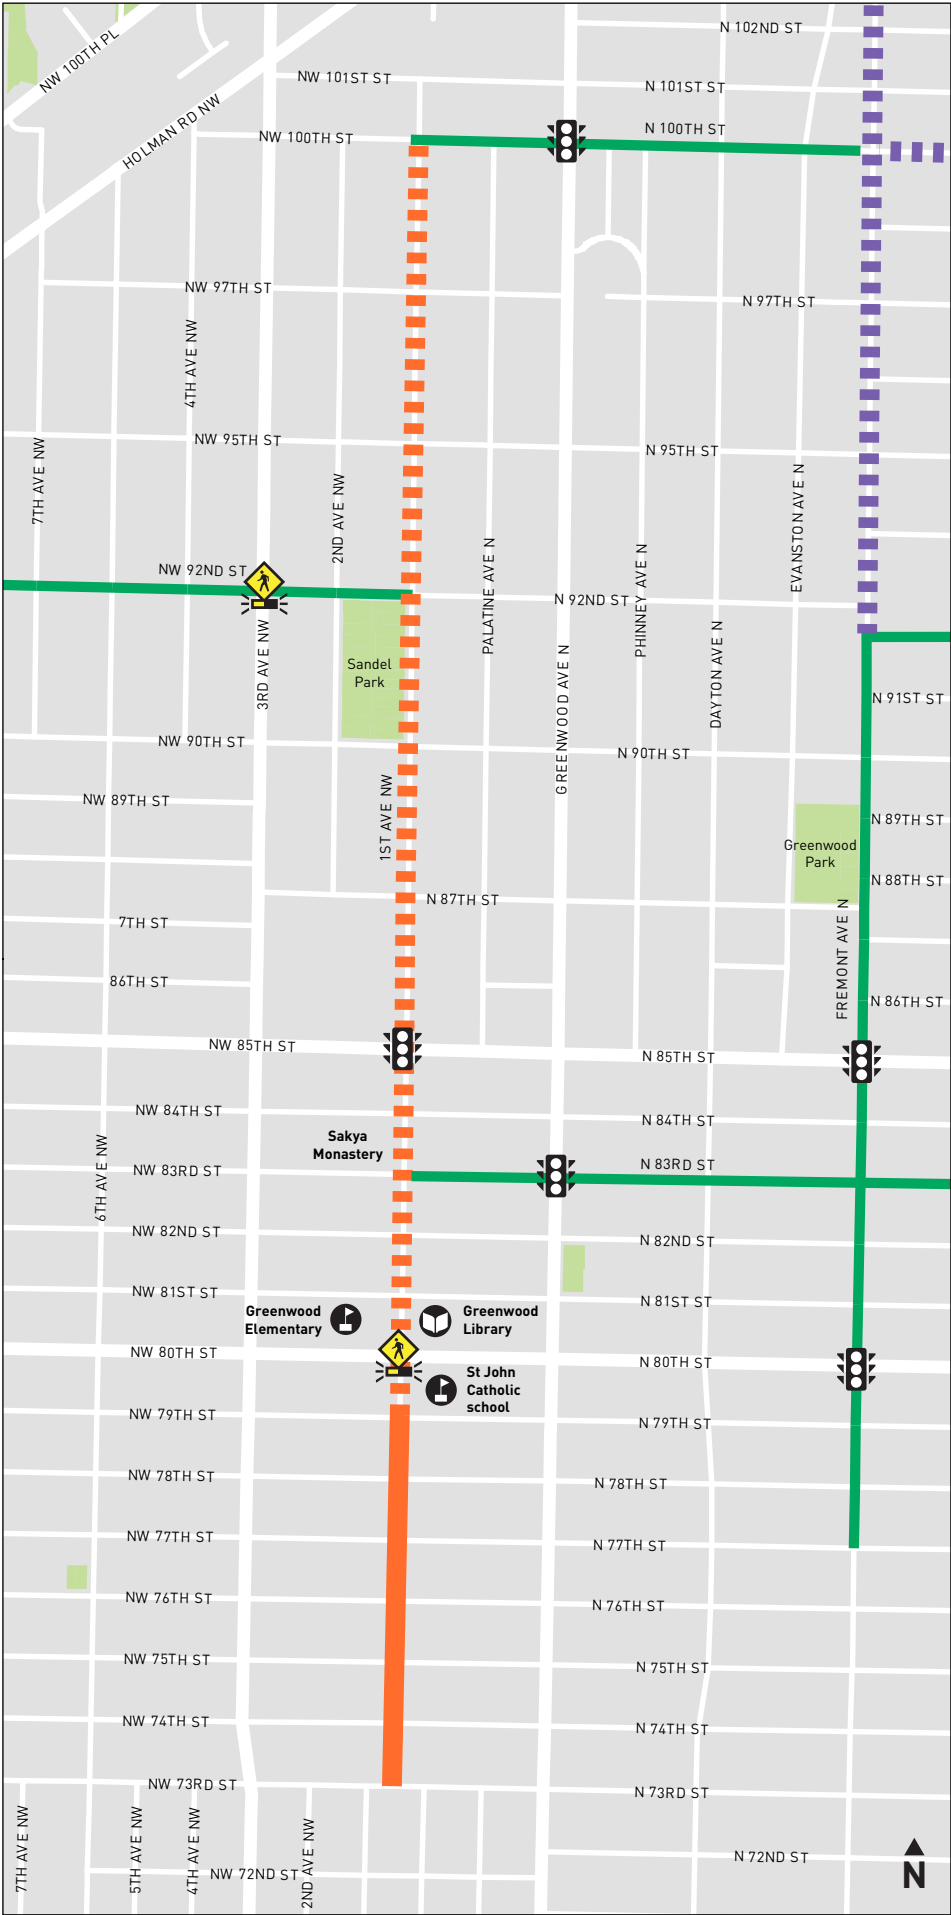 N 102ND ST
NW 100TH PL
NW 101ST ST
N 101ST ST
HOLMAN RD NW
NW 100TH ST
N 100TH ST
NW 97TH ST
N 97TH ST
4TH AVE NW
NW 95TH ST
N 95TH ST
7TH AVE NW
2ND AVE NW
EVANSTON AVE N
PALATINE AVE N
PHINNEY AVE N
NW 92ND ST
N 92ND ST
3RD AVE NW
Sandel
Park
DAYTON AVE N
GREENWOOD AVE N
N 91ST ST
NW 90TH ST
N 90TH ST
NW 89TH ST
1ST AVE NW
N 89TH ST
Greenwood
Park
N 88TH ST
N 87TH ST
7TH ST
FREMONT AVE N
86TH ST
N 86TH ST
NW 85TH ST
N 85TH ST
NW 84TH ST
N 84TH ST
Sakya
Monastery
6TH AVE NW
NW 83RD ST
N 83RD ST
NW 82ND ST
N 82ND ST
NW 81ST ST
N 81ST ST
Greenwood
Elementary
Greenwood
Library
NW 80TH ST
N 80TH ST
St John
Catholic
school
NW 79TH ST
N 79TH ST
NW 78TH ST
N 78TH ST
NW 77TH ST
N 77TH ST
NW 76TH ST
N 76TH ST
NW 75TH ST
N 75TH ST
NW 74TH ST
N 74TH ST
NW 73RD ST
N 73RD ST
7TH AVE NW
5TH AVE NW
4TH AVE NW
2ND AVE NW
NW 72ND ST
N 72ND ST
N